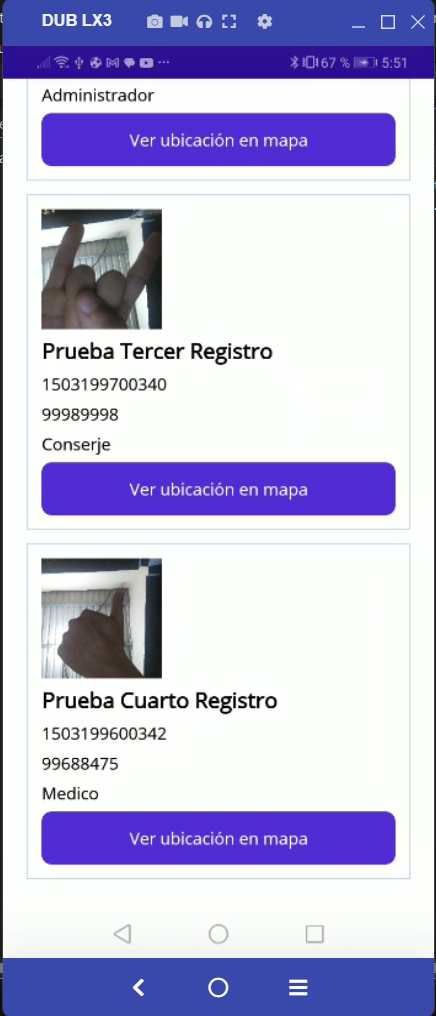 DUB LX3
67 % 5:51
Administrador
Ver ubicación en mapa
Prueba Tercer Registro
1503199700340
99989998
Conserje
Ver ubicación en mapa
Prueba Cuarto Registro
1503199600342
99688475
Medico
Ver ubicación en mapa